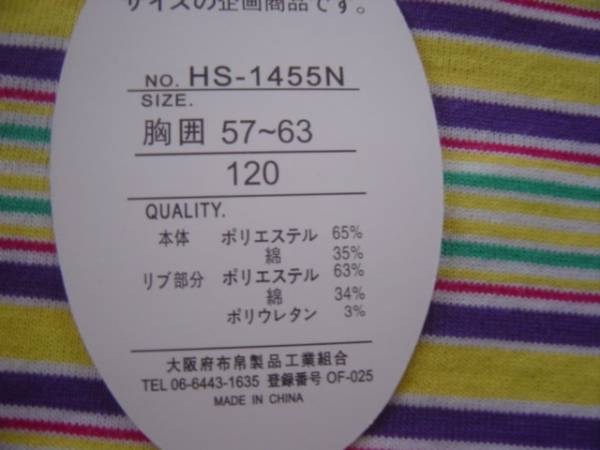 サイズの企画商品です。
NO. HS-1455N
SIZE.
胸囲 57~63
120
QUALITY.
本体 ポリエステル 65%
綿 35%
リブ部分 ポリエステル 63%
綿 34%
ポリウレタン 3%
大阪府布帛製品工業組合
TEL 06-6443-1635 登録番号 OF-025
MADE IN CHINA